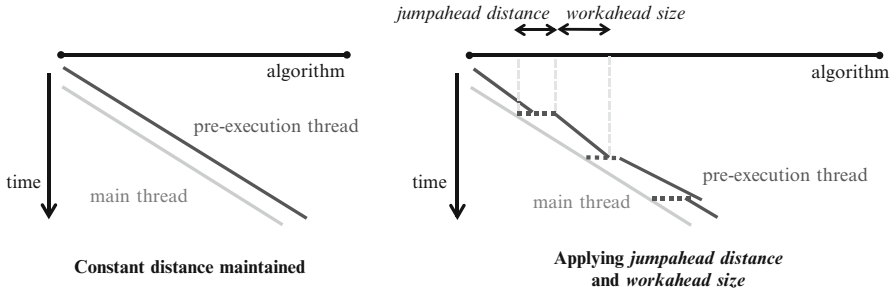 jumpahead distance workahead size
algorithm
pre-execution thread
time
main thread
Constant distance maintained
algorithm
pre-execution thread
time
main thread
Applying jumpahead distance
and workahead size